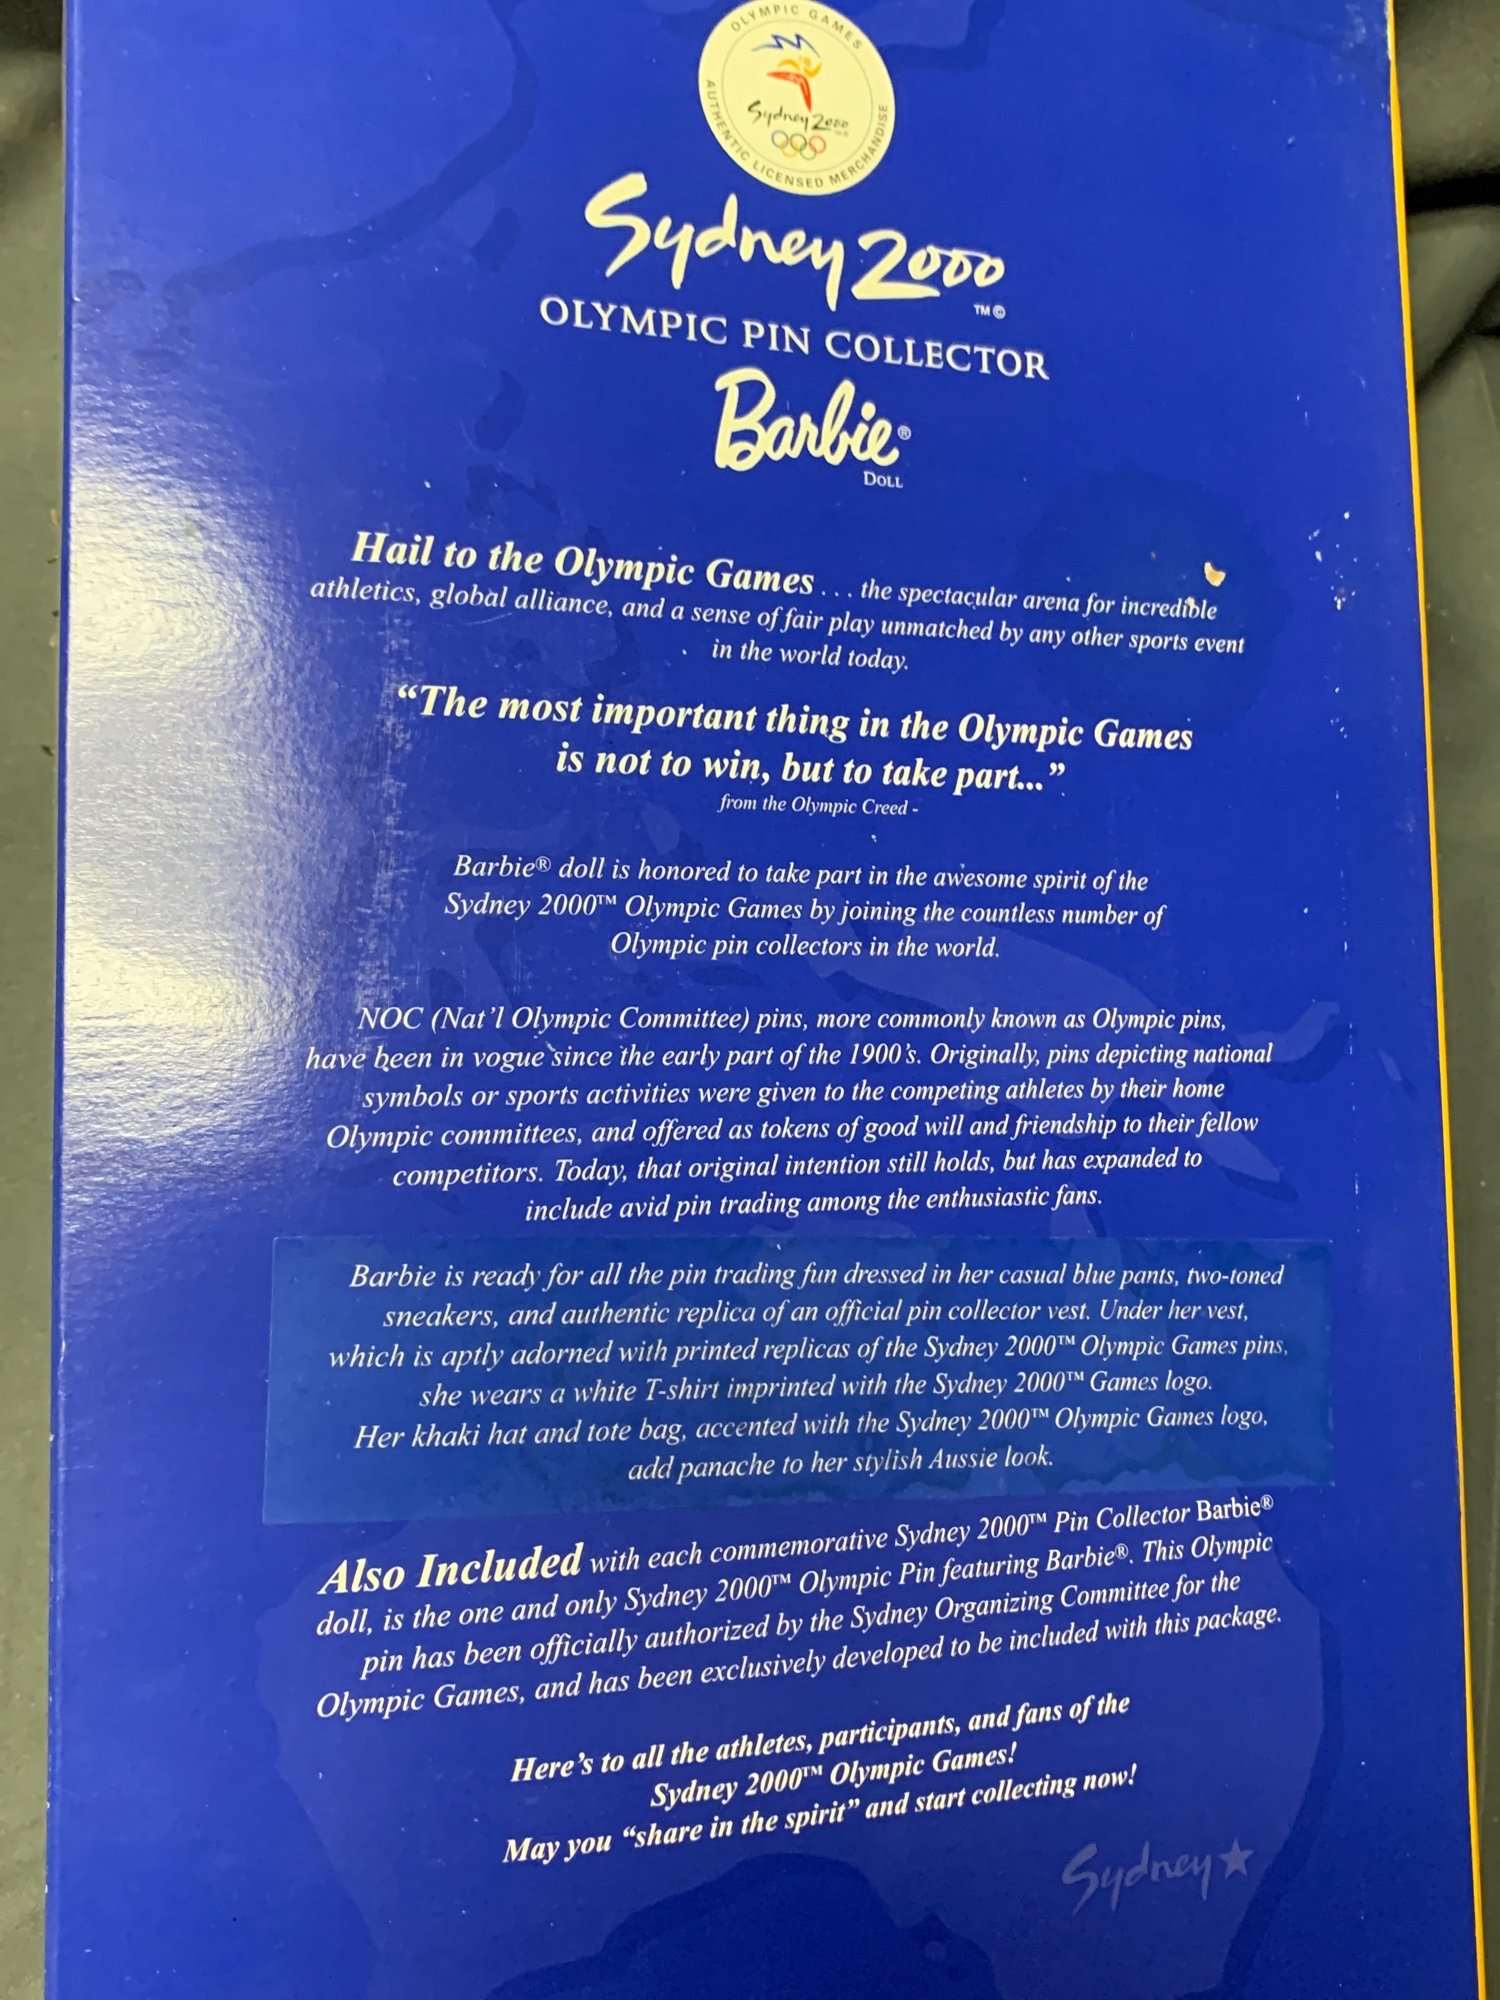 OLYMPIC GAMES
Sydney 2000
AUTHENTIC LICENSED MERCHANDISE
Sydney 2000
™©
OLYMPIC PIN COLLECTOR
Barbie®
DOLL
Hail to the Olympic Games . . . the spectacular arena for incredible
athletics, global alliance, and a sense of fair play unmatched by any other sports event
in the world today.
“The most important thing in the Olympic Games
is not to win, but to take part...”
from the Olympic Creed -
Barbie® doll is honored to take part in the awesome spirit of the
Sydney 2000™ Olympic Games by joining the countless number of
Olympic pin collectors in the world.
NOC (Nat’l Olympic Committee) pins, more commonly known as Olympic pins,
have been in vogue since the early part of the 1900’s. Originally, pins depicting national
symbols or sports activities were given to the competing athletes by their home
Olympic committees, and offered as tokens of good will and friendship to their fellow
competitors. Today, that original intention still holds, but has expanded to
include avid pin trading among the enthusiastic fans.
Barbie is ready for all the pin trading fun dressed in her casual blue pants, two-toned
sneakers, and authentic replica of an official pin collector vest. Under her vest,
which is aptly adorned with printed replicas of the Sydney 2000™ Olympic Games pins,
she wears a white T-shirt imprinted with the Sydney 2000™ Games logo.
Her khaki hat and tote bag, accented with the Sydney 2000™ Olympic Games logo,
add panache to her stylish Aussie look.
Also Included with each commemorative Sydney 2000™ Pin Collector Barbie®
doll, is the one and only Sydney 2000™ Olympic Pin featuring Barbie®. This Olympic
pin has been officially authorized by the Sydney Organizing Committee for the
Olympic Games, and has been exclusively developed to be included with this package.
Here’s to all the athletes, participants, and fans of the
Sydney 2000™ Olympic Games!
May you “share in the spirit” and start collecting now!
Sydney★